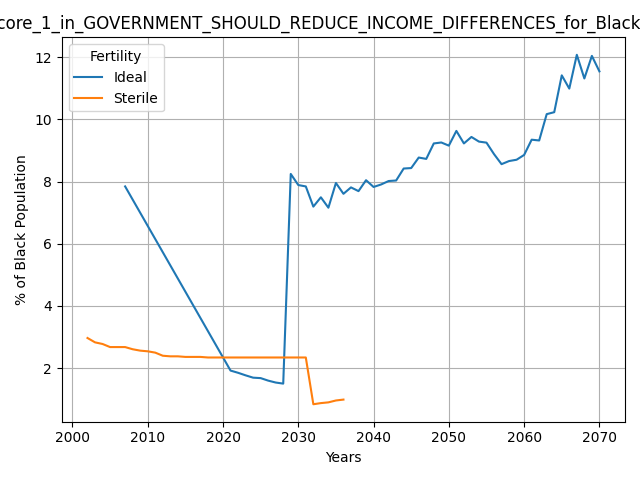 core_1_in_GOVERNMENT_SHOULD_REDUCE_INCOME_DIFFERENCES_for_Black
Fertility
Ideal
Sterile
% of Black Population
12
10
8
6
4
2
2000 2010 2020 2030 2040 2050 2060 2070
Years